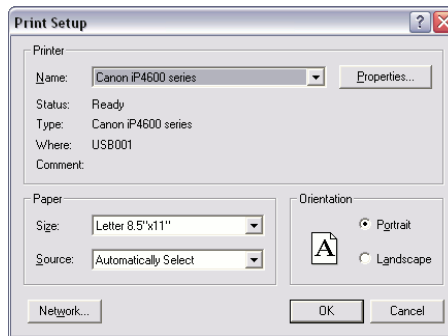 Print Setup
Printer
Name: Canon iP4600 series Properties...
Status: Ready
Type: Canon iP4600 series
Where: USB001
Comment:
Paper
Size: Letter 8.5"x11"
Source: Automatically Select
Orientation
A
Portrait
Landscape
Network... OK Cancel